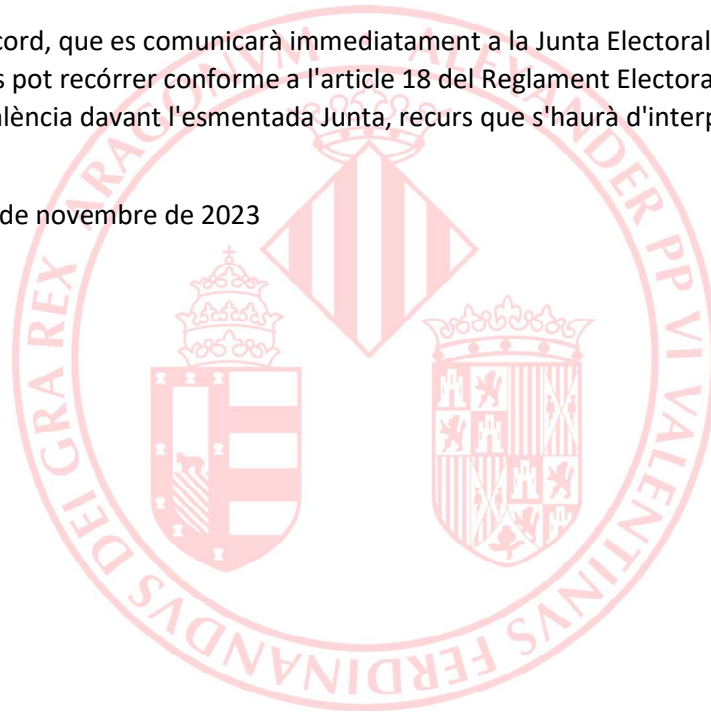 cord, que es comunicarà immediatament a la Junta Electoral
s pot recórrer conforme a l'article 18 del Reglament Electora
alència davant l'esmentada Junta, recurs que s'haurà d'interp
de novembre de 2023
ALEXANDER PP VI VALENTINVS FERDINANDVS DEI GRA REX ARAGONVM